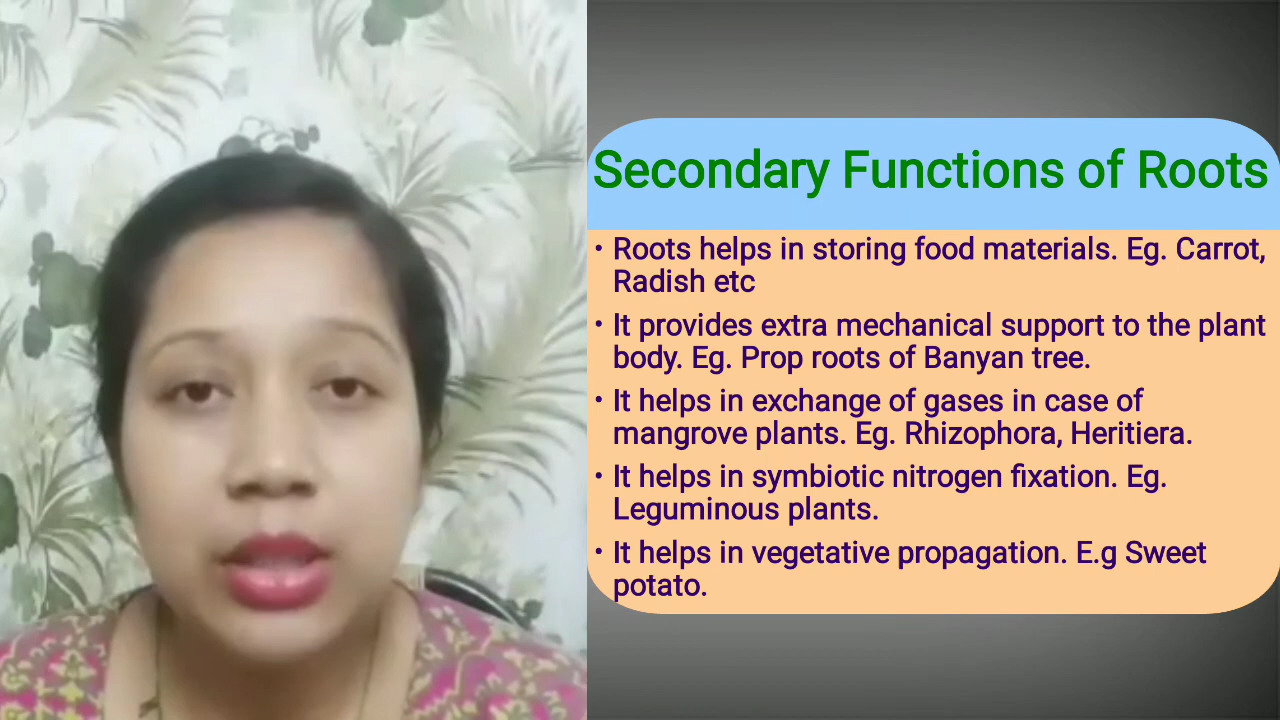 Secondary Functions of Roots
• Roots helps in storing food materials. Eg. Carrot,
Radish etc
• It provides extra mechanical support to the plant
body. Eg. Prop roots of Banyan tree.
• It helps in exchange of gases in case of
mangrove plants. Eg. Rhizophora, Heritiera.
• It helps in symbiotic nitrogen fixation. Eg.
Leguminous plants.
• It helps in vegetative propagation. E.g Sweet
potato.